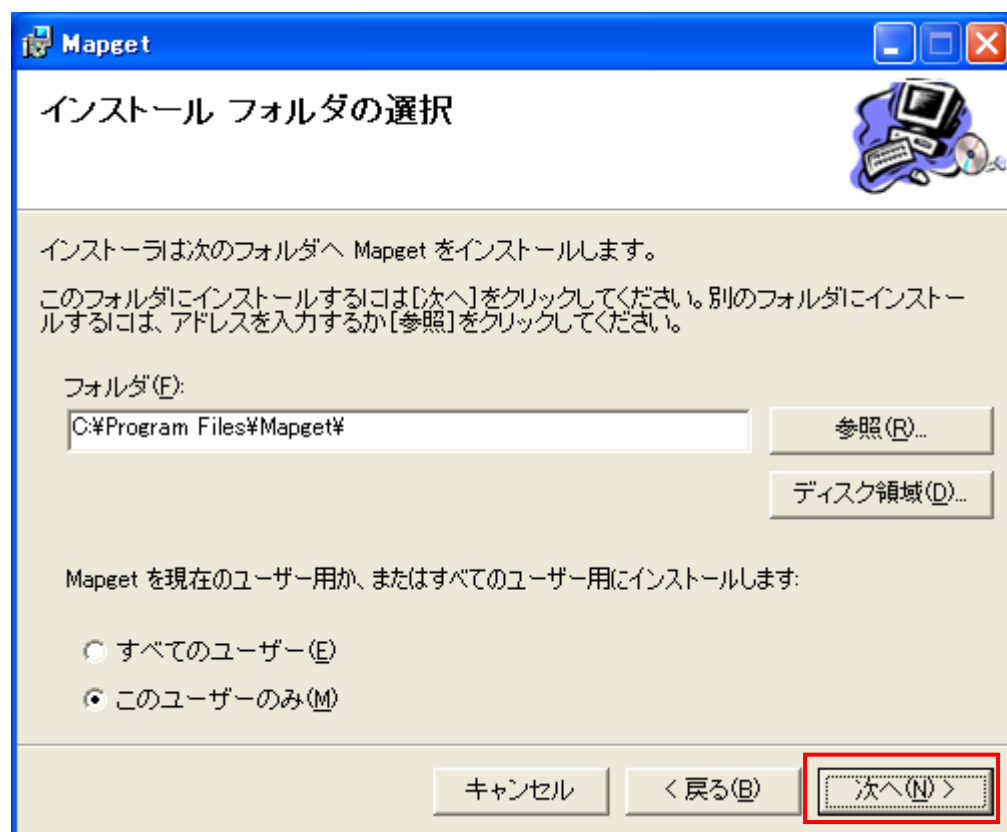 Mapget
インストール フォルダの選択
インストーラは次のフォルダへ Mapget をインストールします。
このフォルダにインストールするには[次へ]をクリックしてください。別のフォルダにインストー
ルするには、アドレスを入力するか[参照]をクリックしてください。
フォルダ(F):
C:¥Program Files¥Mapget¥
参照(R)...
ディスク領域(D)...
Mapget を現在のユーザー用か、またはすべてのユーザー用にインストールします:
すべてのユーザー(E)
このユーザーのみ(M)
キャンセル
< 戻る(B)
次へ(N) >